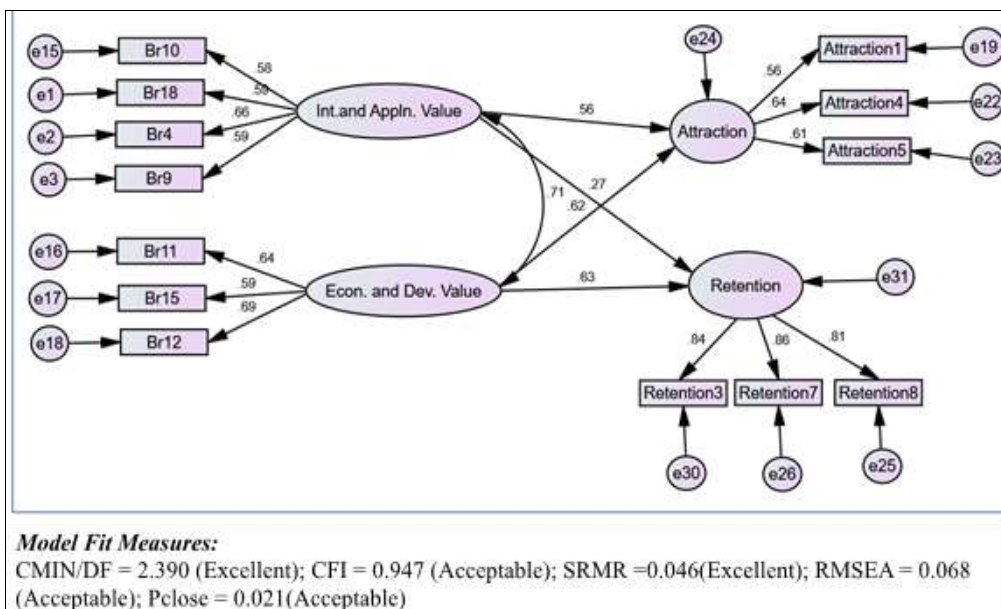 e15
Br10
.58
e1
Br18
.59
e2
Br4
.66
e3
Br9
.59
Int.and Appln. Value
.56
e24
Attraction
.56
Attraction1
e19
.64
Attraction4
e22
.61
Attraction5
e23
.71
.62
.27
e16
Br11
.64
e17
Br15
.59
e18
Br12
.69
Econ. and Dev. Value
.63
Retention
e31
.84
.86
.81
Retention3
Retention7
Retention8
e30
e26
e25
Model Fit Measures:
CMIN/DF = 2.390 (Excellent); CFI = 0.947 (Acceptable); SRMR =0.046(Excellent); RMSEA = 0.068
(Acceptable); Pclose = 0.021(Acceptable)